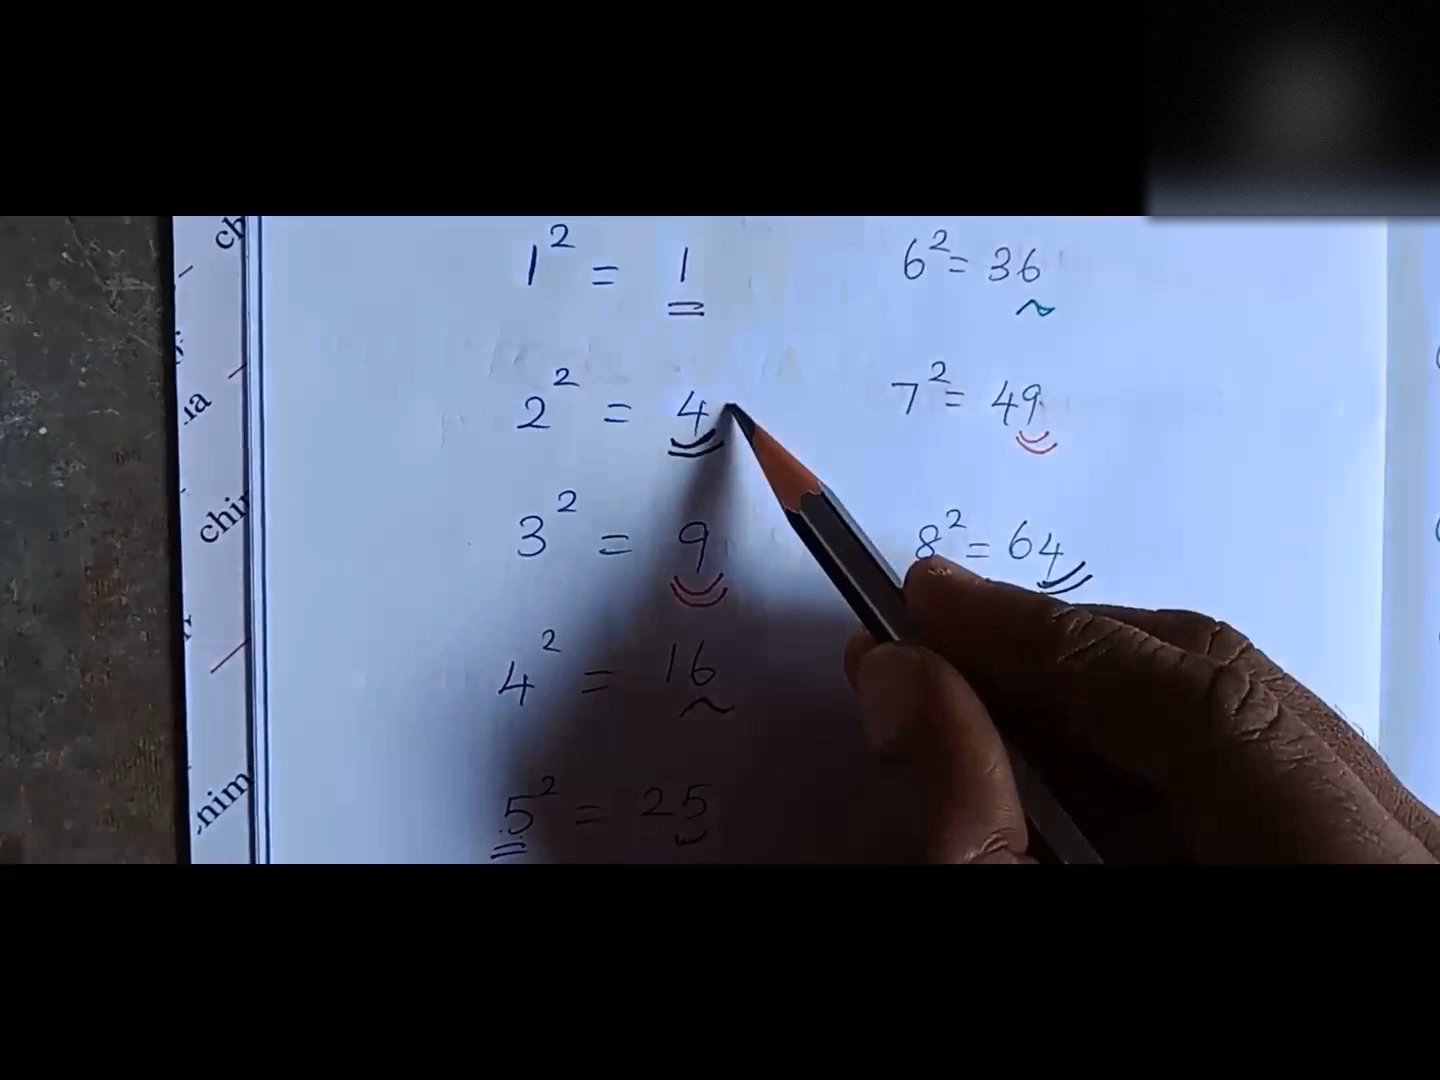 1² = 1
2² = 4
3² = 9
4² = 16
5² = 25
6² = 36
7² = 49
8² = 64